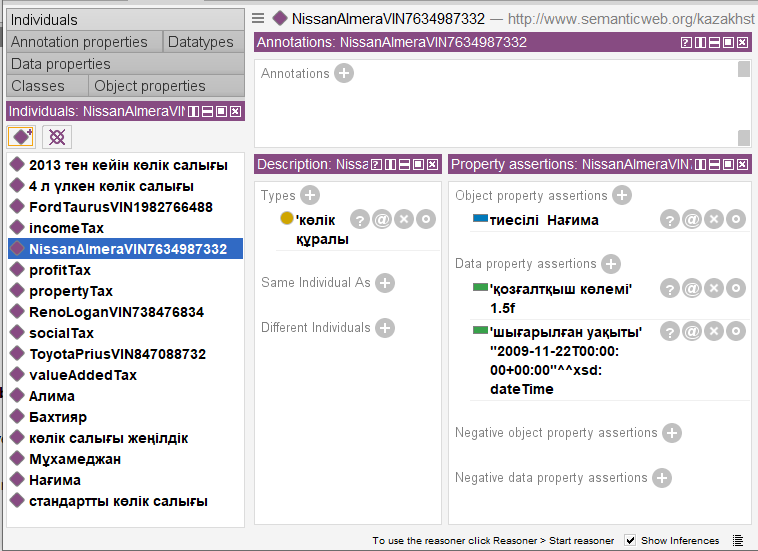 Individuals
Annotation properties Datatypes
Data properties
Classes Object properties
Individuals: NissanAlmeraVIN
2013 тен кейін көлік салығы
4 л үлкен көлік салығы
FordTaurusVIN1982766488
incomeTax
NissanAlmeraVIN7634987332
profitTax
propertyTax
RenoLoganVIN738476834
socialTax
ToyotaPriusVIN847088732
valueAddedTax
Алима
Бахтияр
көлік салығы жеңілдік
Мұхамеджан
Нағима
стандартты көлік салығы
NissanAlmeraVIN7634987332 — http://www.semanticweb.org/kazakhst
Annotations: NissanAlmeraVIN7634987332
Annotations
Description: Nissa
Types
'көлік
құралы
Same Individual As
Different Individuals
Property assertions: NissanAlmeraVIN7
Object property assertions
тиесілі Нағима
Data property assertions
'қозғалтқыш көлемі'
1.5f
'шығарылған уақыты'
"2009-11-22T00:00:
00+00:00"^^xsd:
dateTime
Negative object property assertions
Negative data property assertions
To use the reasoner click Reasoner > Start reasoner Show Inferences